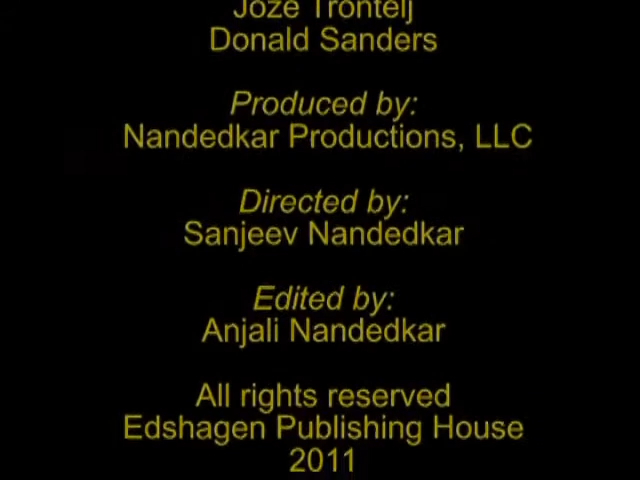 Joze Trontelj
Donald Sanders
Produced by:
Nandedkar Productions, LLC
Directed by:
Sanjeev Nandedkar
Edited by:
Anjali Nandedkar
All rights reserved
Edshagen Publishing House
2011